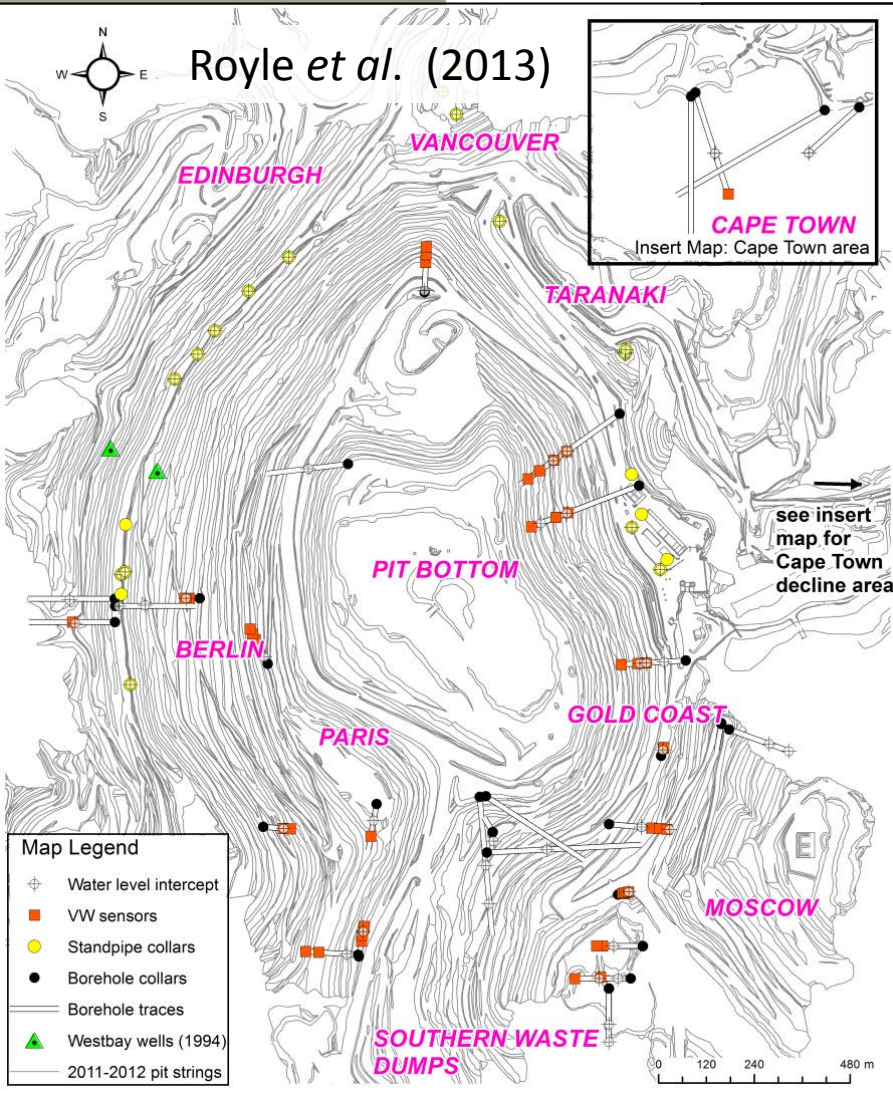 Royle et al. (2013)
N
W E
S
VANCOUVER
EDINBURGH
CAPE TOWN
Insert Map: Cape Town area
TARANAKI
see insert
map for
Cape Town
decline area
PIT BOTTOM
BERLIN
GOLD COAST
PARIS
MOSCOW
SOUTHERN WASTE
DUMPS
Map Legend
Water level intercept
VW sensors
Standpipe collars
Borehole collars
Borehole traces
Westbay wells (1994)
2011-2012 pit strings
0 120 240 480 m